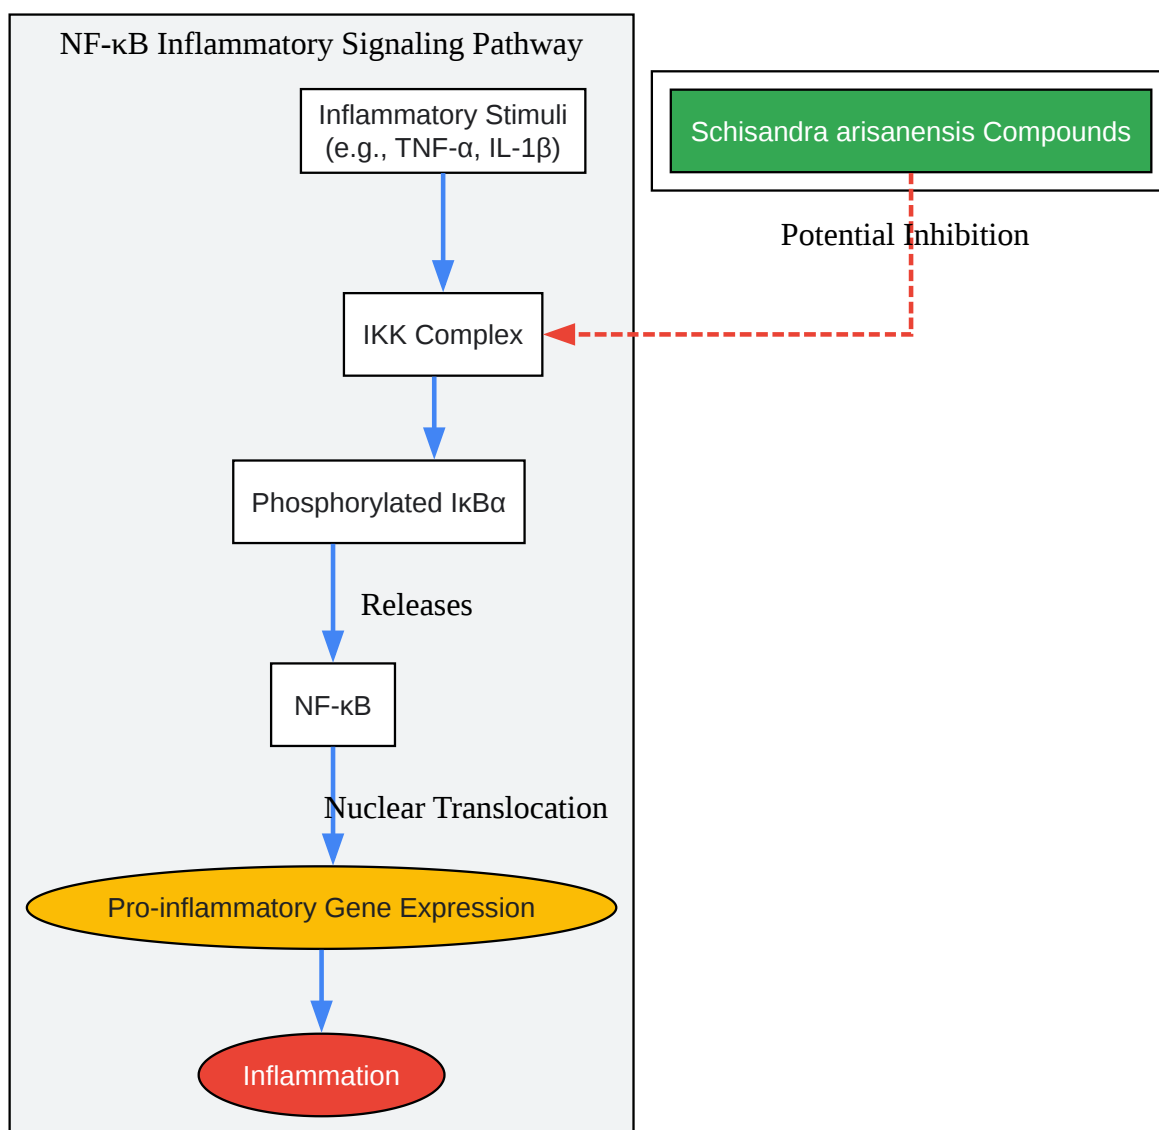 NF-κB Inflammatory Signaling Pathway
Inflammatory Stimuli
(e.g., TNF-α, IL-1β)
Schisandra arisanensis Compounds
Potential Inhibition
IKK Complex
Phosphorylated IκBα
Releases
NF-κB
Nuclear Translocation
Pro-inflammatory Gene Expression
Inflammation